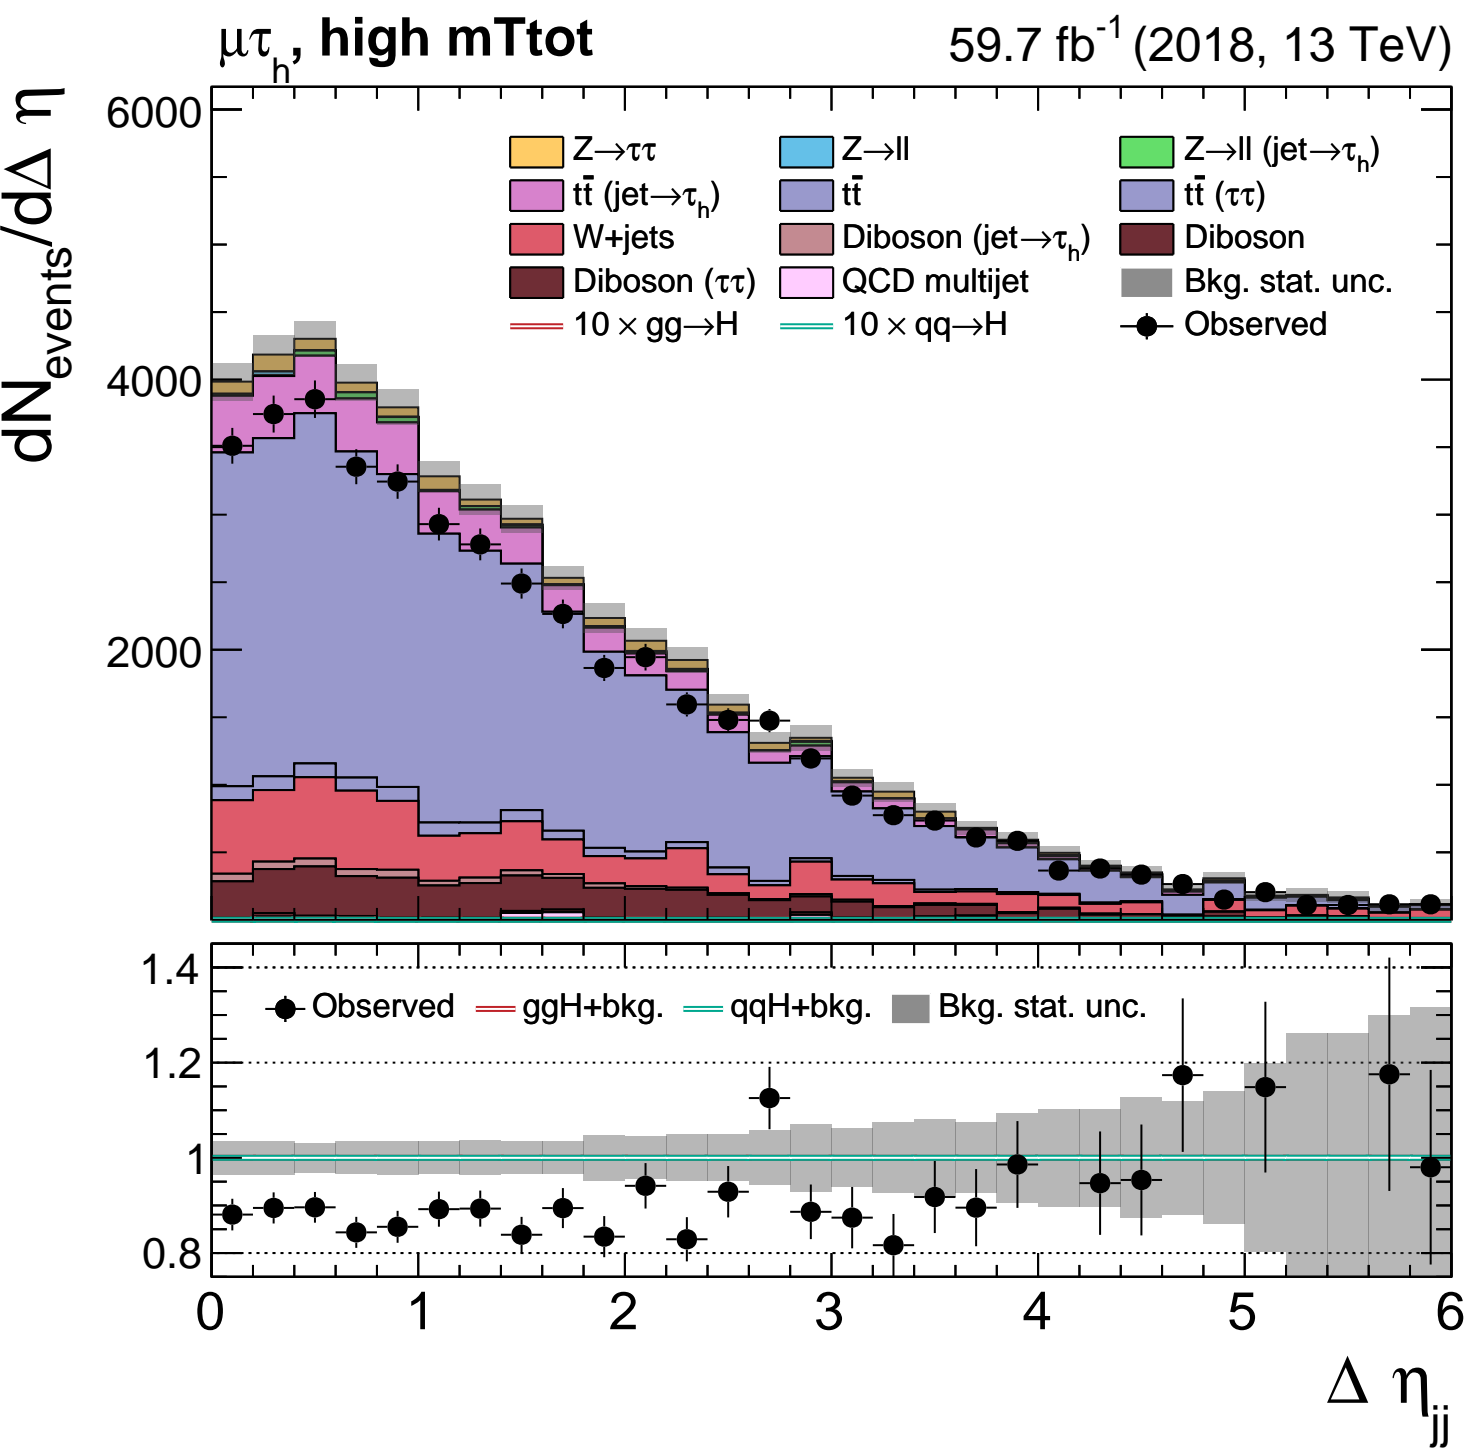 μτh, high mTtot 59.7 fb-1 (2018, 13 TeV)
dNevents/dΔ η
6000
4000
2000
Z→ττ Z→ll Z→ll (jet→τh)
tt̄ (jet→τh) tt̄ tt̄ (ττ)
W+jets Diboson (jet→τh) Diboson
Diboson (ττ) QCD multijet Bkg. stat. unc.
10 × gg→H 10 × qq→H Observed
1.4
Observed ggH+bkg. qqH+bkg. Bkg. stat. unc.
1.2
1
0.8
0 1 2 3 4 5 6
Δ ηjj